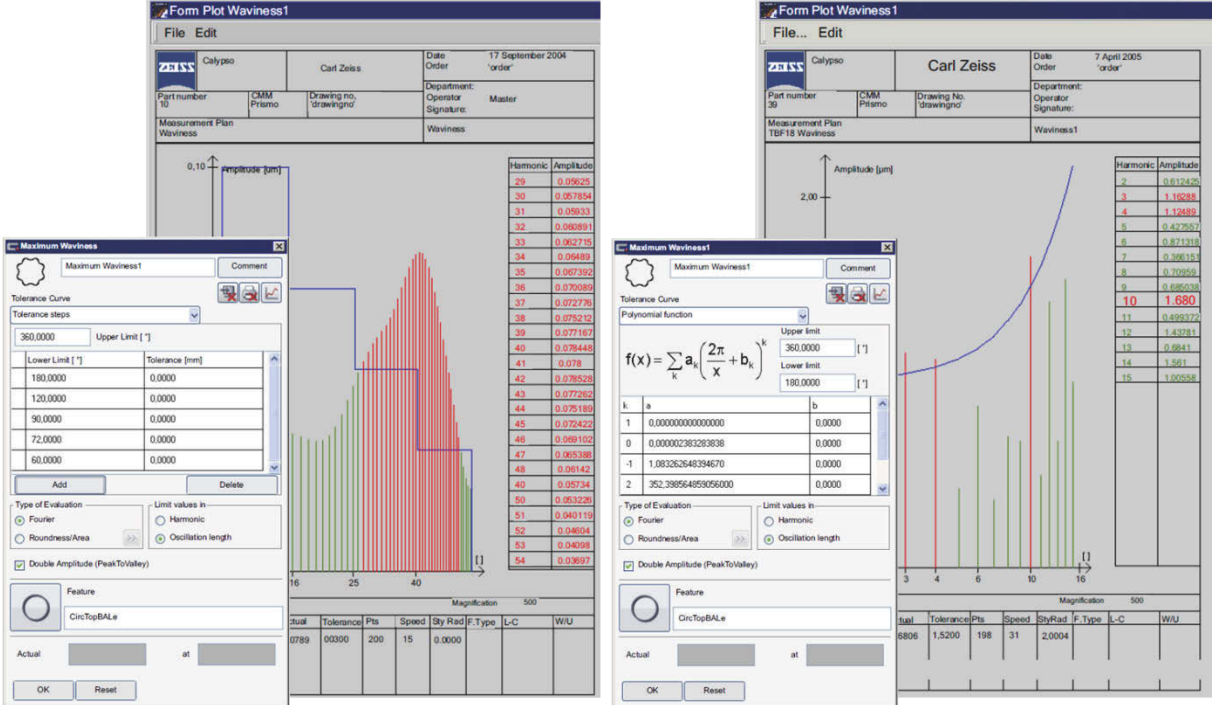 Form Plot Waviness1
File Edit
ZEISS
Calypso
Carl Zeiss
Date 17 September 2004
Order 'order'
Part number
10
CMM
Prismo
Drawing no,
'drawingno'
Department:
Operator Master
Signature:
Measurement Plan
Waviness
Waviness
0,10
Amplitude [µm]
Harmonic Amplitude
29 0.05625
30 0.057854
31 0.05933
32 0.060891
33 0.062715
34 0.06489
35 0.067392
36 0.070089
37 0.072776
38 0.075212
39 0.077167
40 0.078448
41 0.078
42 0.078528
43 0.077262
44 0.075189
45 0.072422
46 0.069102
47 0.065388
48 0.06142
40 0.05734
50 0.053226
51 0.040119
52 0.04604
53 0.04098
54 0.03697
16 25 40
[ ]
Magnification 500
ctual Tolerance Pts Speed Sty Rad F.Type L-C W/U
0789 00300 200 15 0.0000
Maximum Waviness
Maximum Waviness1
Comment
Tolerance Curve
Tolerance steps
360,0000 Upper Limit [ °]
Lower Limit [ °] Tolerance [mm]
180,0000 0,0000
120,0000 0,0000
90,0000 0,0000
72,0000 0,0000
60,0000 0,0000
Add Delete
Type of Evaluation
Fourier
Roundness/Area
>>
Limit values in
Harmonic
Oscillation length
Double Amplitude (PeakToValley)
Feature
CircTopBALe
Actual at
OK Reset
Form Plot Waviness1
File... Edit
ZEISS
Calypso
Carl Zeiss
Date 7 April 2005
Order 'order'
Part number
39
CMM
Prismo
Drawing No.
'drawingno'
Department:
Operator
Signature:
Measurement Plan
TBF18 Waviness
Waviness1
Amplitude [µm]
2,00
Harmonic Amplitude
2 0.612425
3 1.16288
4 1.12489
5 0.427557
6 0.871318
7 0.366151
8 0.70959
9 0.685038
10 1.680
11 0.499372
12 1.43781
13 0.6841
14 1.561
15 1.00558
3 4 6 10 16
[ ]
Magnification 500
tual Tolerance Pts Speed StyRad F.Type L-C W/U
6806 1,5200 198 31 2,0004
Maximum Waviness1
Maximum Waviness1
Comment
Tolerance Curve
Polynomial function
f(x) = ∑k ak (2π/x + bk)^k
Upper limit
360,0000 [ °]
Lower limit
180,0000 [ °]
k a b
1 0,000000000000000 0,0000
0 0,000002383283838 0,0000
-1 1,083262648394670 0,0000
2 352,398564859056000 0,0000
Type of Evaluation
Fourier
Roundness/Area
>>
Limit values in
Harmonic
Oscillation length
Double Amplitude (PeakToValley)
Feature
CircTopBALe
Actual at
OK Reset